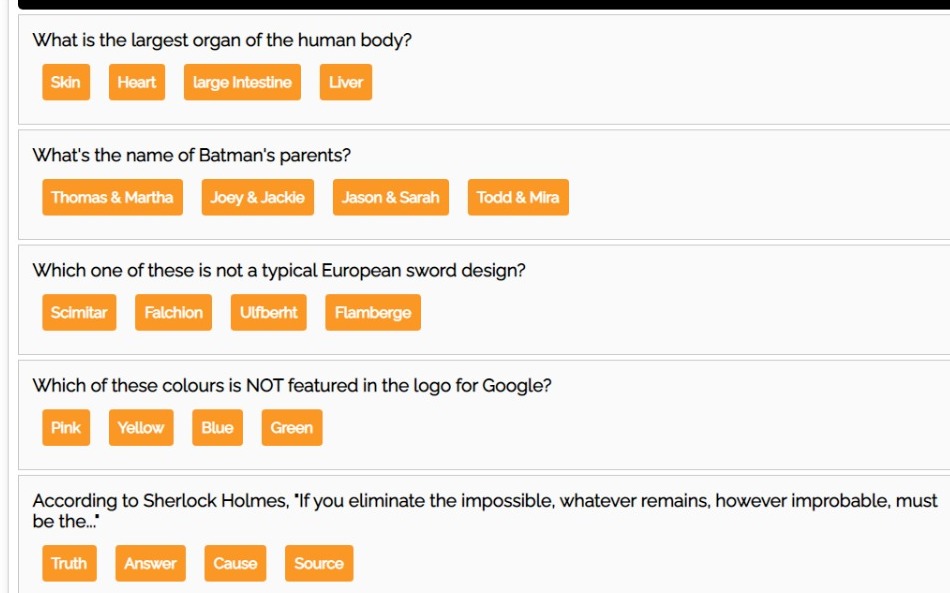 What is the largest organ of the human body?
Skin Heart large Intestine Liver
What's the name of Batman's parents?
Thomas & Martha Joey & Jackie Jason & Sarah Todd & Mira
Which one of these is not a typical European sword design?
Scimitar Falchion Ulfberht Flamberge
Which of these colours is NOT featured in the logo for Google?
Pink Yellow Blue Green
According to Sherlock Holmes, "If you eliminate the impossible, whatever remains, however improbable, must
be the..."
Truth Answer Cause Source